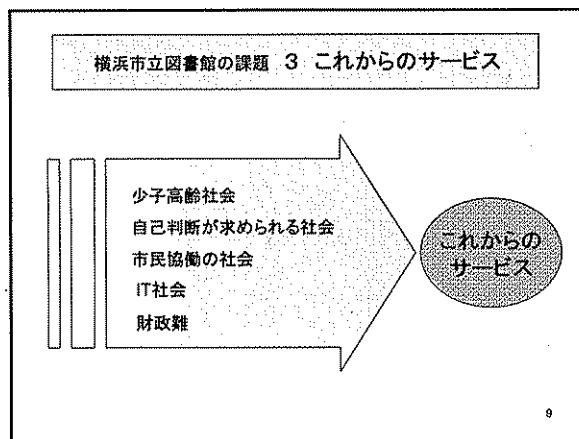 横浜市立図書館の課題 3 これからのサービス
少子高齢社会
自己判断が求められる社会
市民協働の社会
IT社会
財政難
これからの
サービス
9